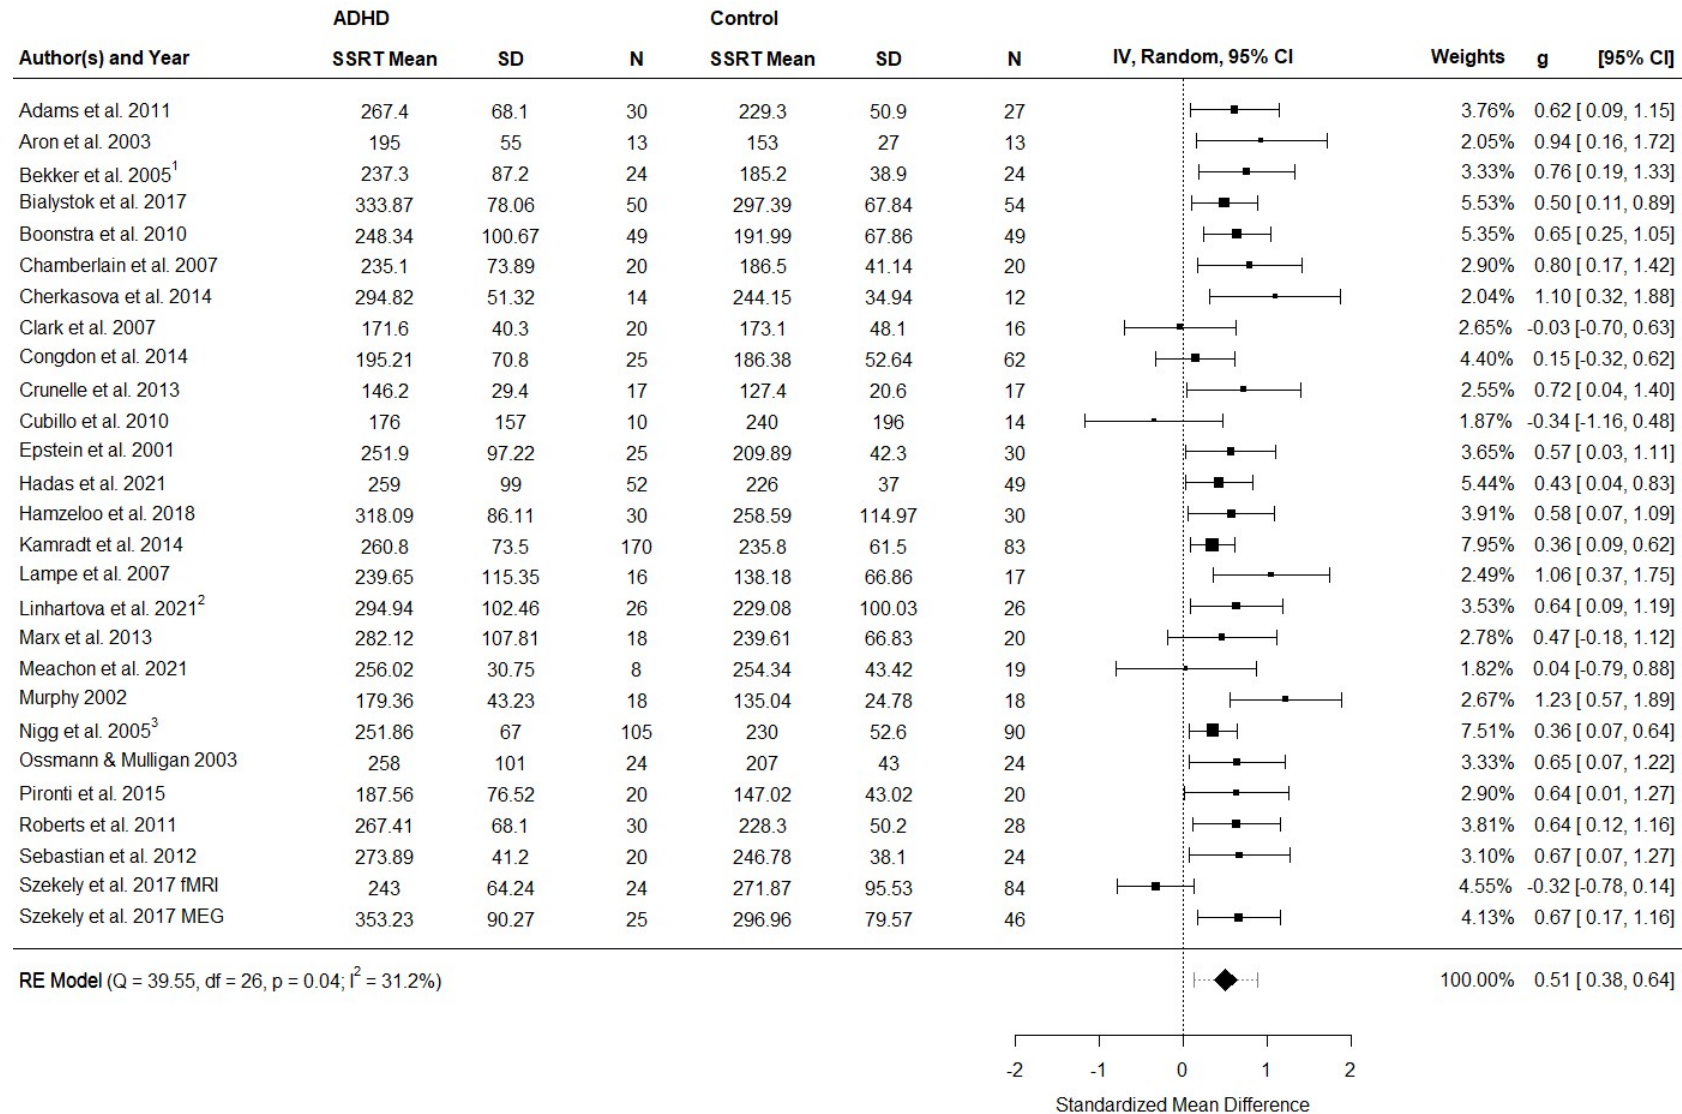 ADHD Control
Author(s) and Year SSRT Mean SD N SSRT Mean SD N IV, Random, 95% CI Weights g [95% CI]
Adams et al. 2011 267.4 68.1 30 229.3 50.9 27 3.76% 0.62 [ 0.09, 1.15]
Aron et al. 2003 195 55 13 153 27 13 2.05% 0.94 [ 0.16, 1.72]
Bekker et al. 2005¹ 237.3 87.2 24 185.2 38.9 24 3.33% 0.76 [ 0.19, 1.33]
Bialystok et al. 2017 333.87 78.06 50 297.39 67.84 54 5.53% 0.50 [ 0.11, 0.89]
Boonstra et al. 2010 248.34 100.67 49 191.99 67.86 49 5.35% 0.65 [ 0.25, 1.05]
Chamberlain et al. 2007 235.1 73.89 20 186.5 41.14 20 2.90% 0.80 [ 0.17, 1.42]
Cherkasova et al. 2014 294.82 51.32 14 244.15 34.94 12 2.04% 1.10 [ 0.32, 1.88]
Clark et al. 2007 171.6 40.3 20 173.1 48.1 16 2.65% -0.03 [-0.70, 0.63]
Congdon et al. 2014 195.21 70.8 25 186.38 52.64 62 4.40% 0.15 [-0.32, 0.62]
Crunelle et al. 2013 146.2 29.4 17 127.4 20.6 17 2.55% 0.72 [ 0.04, 1.40]
Cubillo et al. 2010 176 157 10 240 196 14 1.87% -0.34 [-1.16, 0.48]
Epstein et al. 2001 251.9 97.22 25 209.89 42.3 30 3.65% 0.57 [ 0.03, 1.11]
Hadas et al. 2021 259 99 52 226 37 49 5.44% 0.43 [ 0.04, 0.83]
Hamzeloo et al. 2018 318.09 86.11 30 258.59 114.97 30 3.91% 0.58 [ 0.07, 1.09]
Kamradt et al. 2014 260.8 73.5 170 235.8 61.5 83 7.95% 0.36 [ 0.09, 0.62]
Lampe et al. 2007 239.65 115.35 16 138.18 66.86 17 2.49% 1.06 [ 0.37, 1.75]
Linhartova et al. 2021² 294.94 102.46 26 229.08 100.03 26 3.53% 0.64 [ 0.09, 1.19]
Marx et al. 2013 282.12 107.81 18 239.61 66.83 20 2.78% 0.47 [-0.18, 1.12]
Meachon et al. 2021 256.02 30.75 8 254.34 43.42 19 1.82% 0.04 [-0.79, 0.88]
Murphy 2002 179.36 43.23 18 135.04 24.78 18 2.67% 1.23 [ 0.57, 1.89]
Nigg et al. 2005³ 251.86 67 105 230 52.6 90 7.51% 0.36 [ 0.07, 0.64]
Ossmann & Mulligan 2003 258 101 24 207 43 24 3.33% 0.65 [ 0.07, 1.22]
Pironti et al. 2015 187.56 76.52 20 147.02 43.02 20 2.90% 0.64 [ 0.01, 1.27]
Roberts et al. 2011 267.41 68.1 30 228.3 50.2 28 3.81% 0.64 [ 0.12, 1.16]
Sebastian et al. 2012 273.89 41.2 20 246.78 38.1 24 3.10% 0.67 [ 0.07, 1.27]
Szekely et al. 2017 fMRI 243 64.24 24 271.87 95.53 84 4.55% -0.32 [-0.78, 0.14]
Szekely et al. 2017 MEG 353.23 90.27 25 296.96 79.57 46 4.13% 0.67 [ 0.17, 1.16]
RE Model (Q = 39.55, df = 26, p = 0.04; I² = 31.2%) 100.00% 0.51 [ 0.38, 0.64]
-2 -1 0 1 2
Standardized Mean Difference